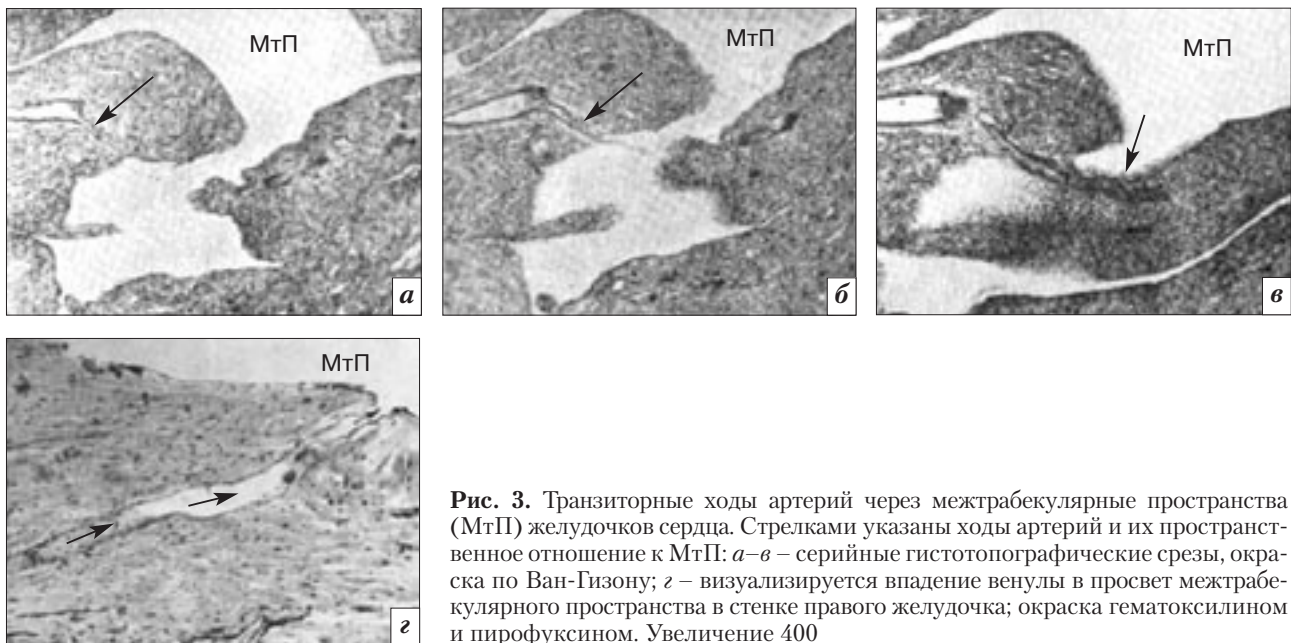 МтП
а
МтП
б
МтП
в
МтП
г
Рис. 3. Транзиторные ходы артерий через межтрабекулярные пространства
(МтП) желудочков сердца. Стрелками указаны ходы артерий и их пространст-
венное отношение к МтП: а–в – серийные гистотопографические срезы, окра-
ска по Ван-Гизону; г – визуализируется впадение венулы в просвет межтрабе-
кулярного пространства в стенке правого желудочка; окраска гематоксилином
и пирофуксином. Увеличение 400